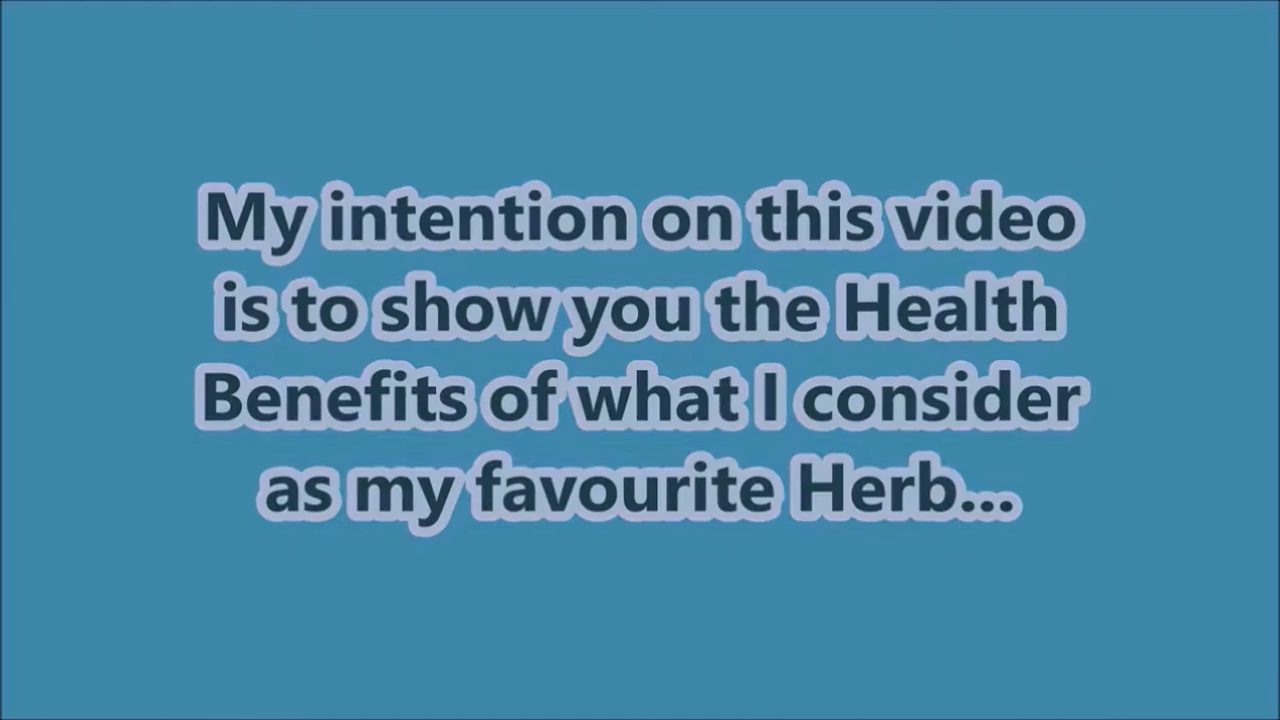 My intention on this video
is to show you the Health
Benefits of what I consider
as my favourite Herb...